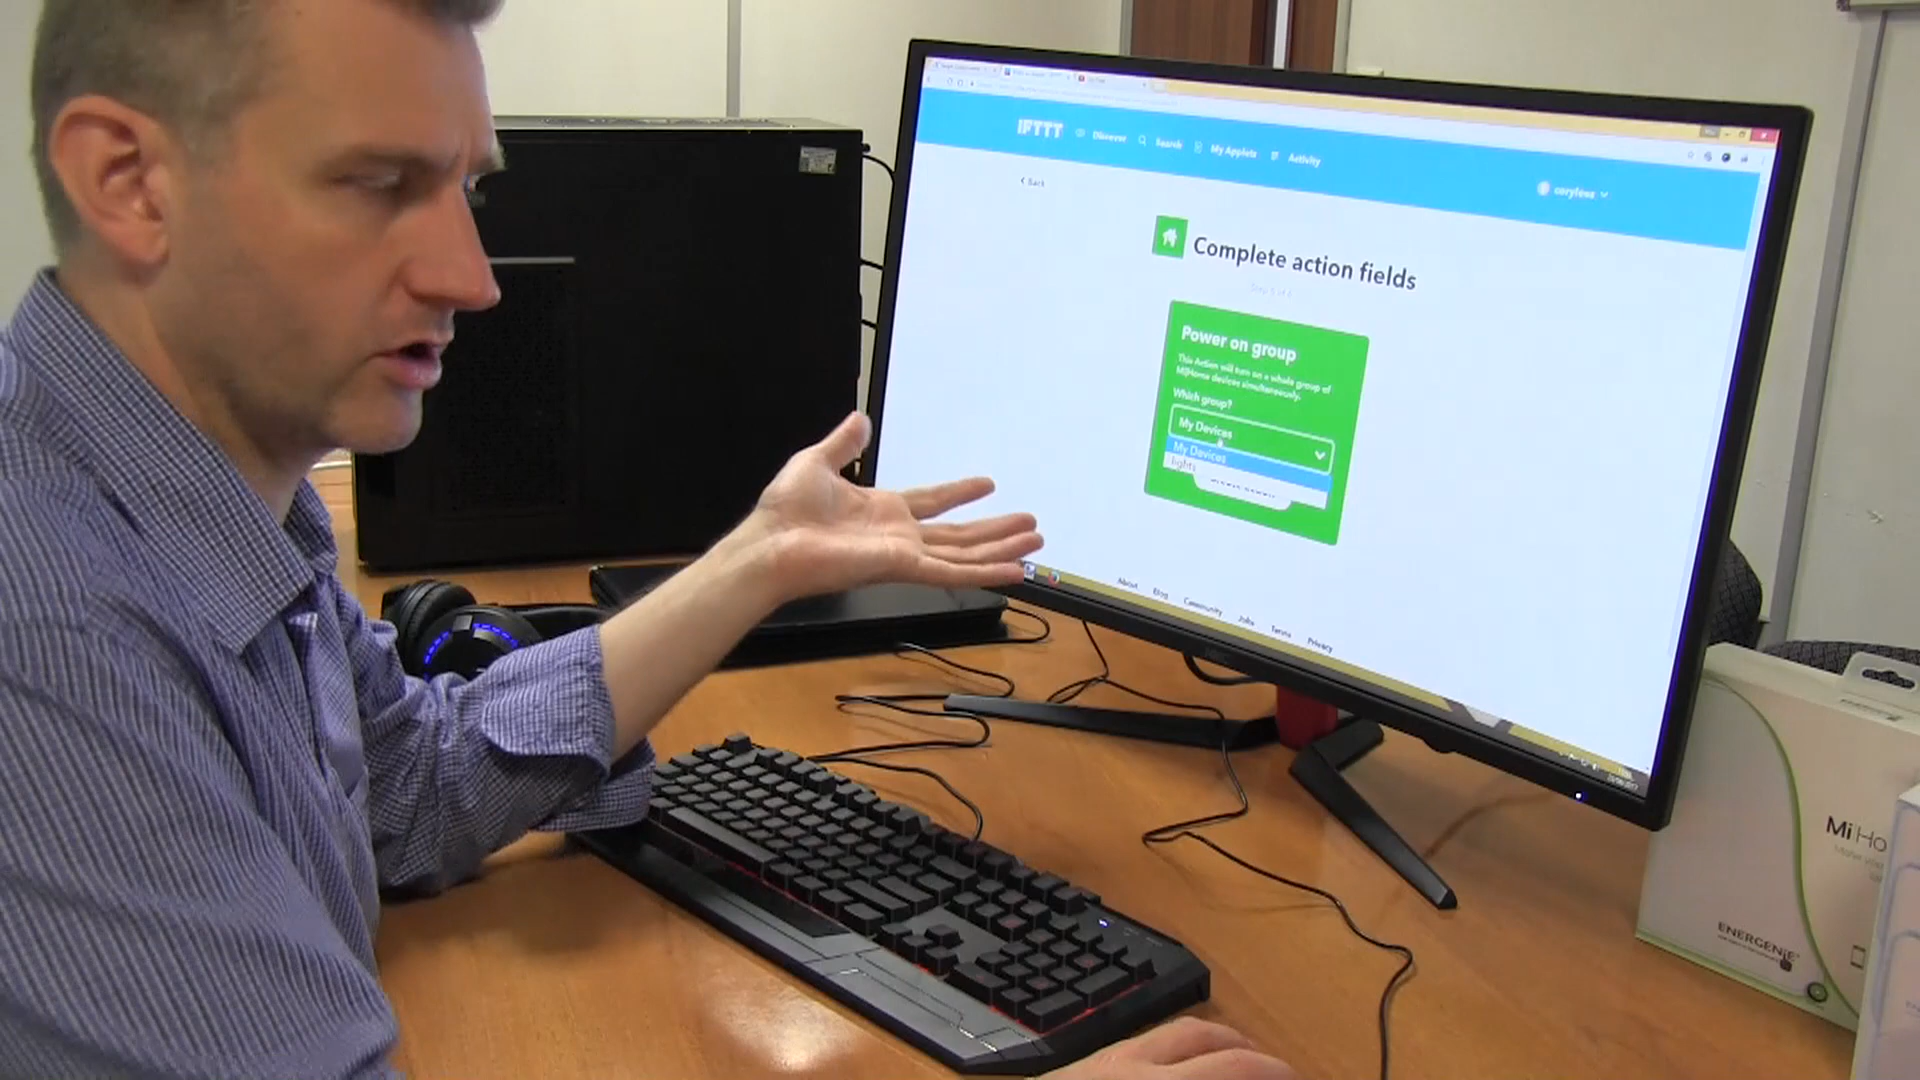 IFTTT
Discover
Search
My Applets
Activity
coryleva
Back
Complete action fields
Power on group
This Action will turn on a whole group of
MiHome devices simultaneously.
Which group?
My Devices
My Devices
lights
About
Blog
Community
Jobs
Terms
Privacy
Mi|Ho
ENERGENIE